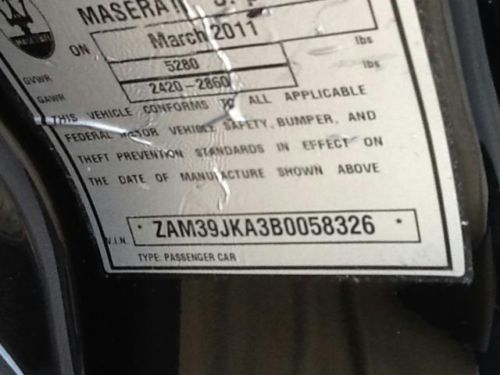 MASERATI S. P.
ON March 2011
GVWR 5280 lbs
GAWR 2420-2860 lbs
THIS VEHICLE CONFORMS TO ALL APPLICABLE
FEDERAL MOTOR VEHICLE SAFETY, BUMPER, AND
THEFT PREVENTION STANDARDS IN EFFECT ON
THE DATE OF MANUFACTURE SHOWN ABOVE
V.I.N. * ZAM39JKA3B0058326 *
TYPE: PASSENGER CAR